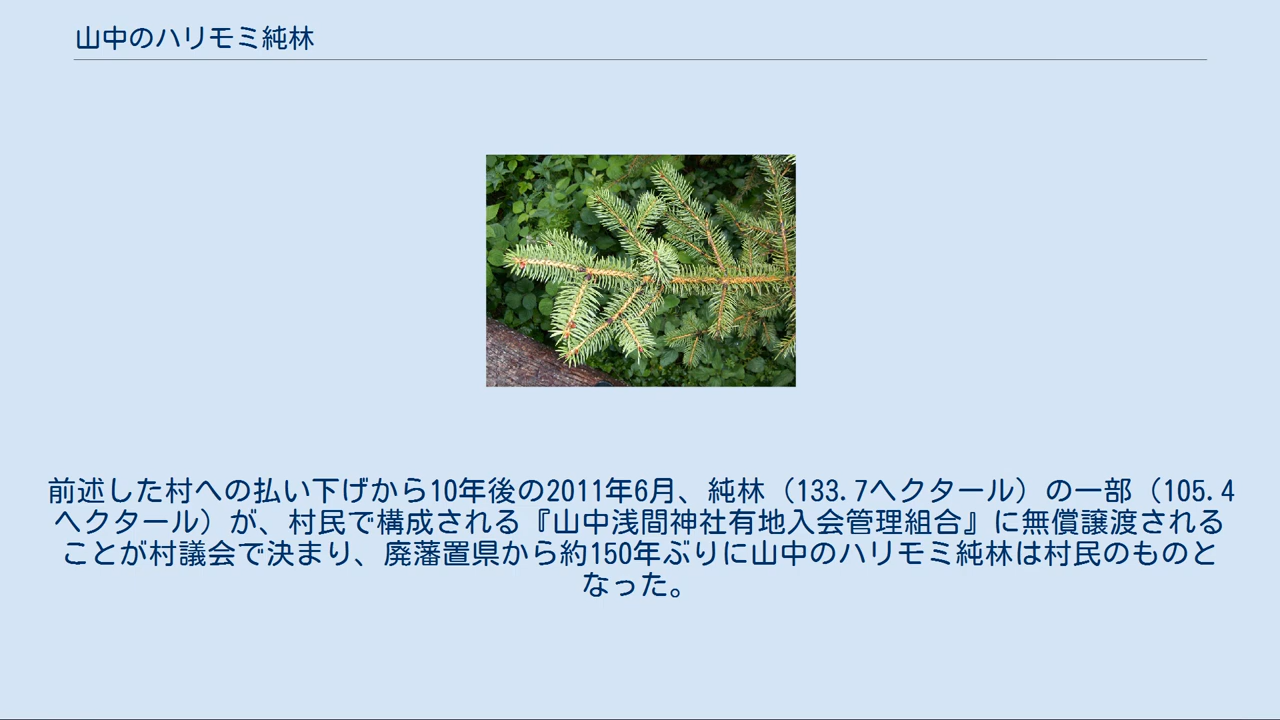 山中のハリモミ純林
前述した村への払い下げから10年後の2011年6月、純林（133.7ヘクタール）の一部（105.4
ヘクタール）が、村民で構成される『山中浅間神社有地入会管理組合』に無償譲渡される
ことが村議会で決まり、廃藩置県から約150年ぶりに山中のハリモミ純林は村民のものと
なった。